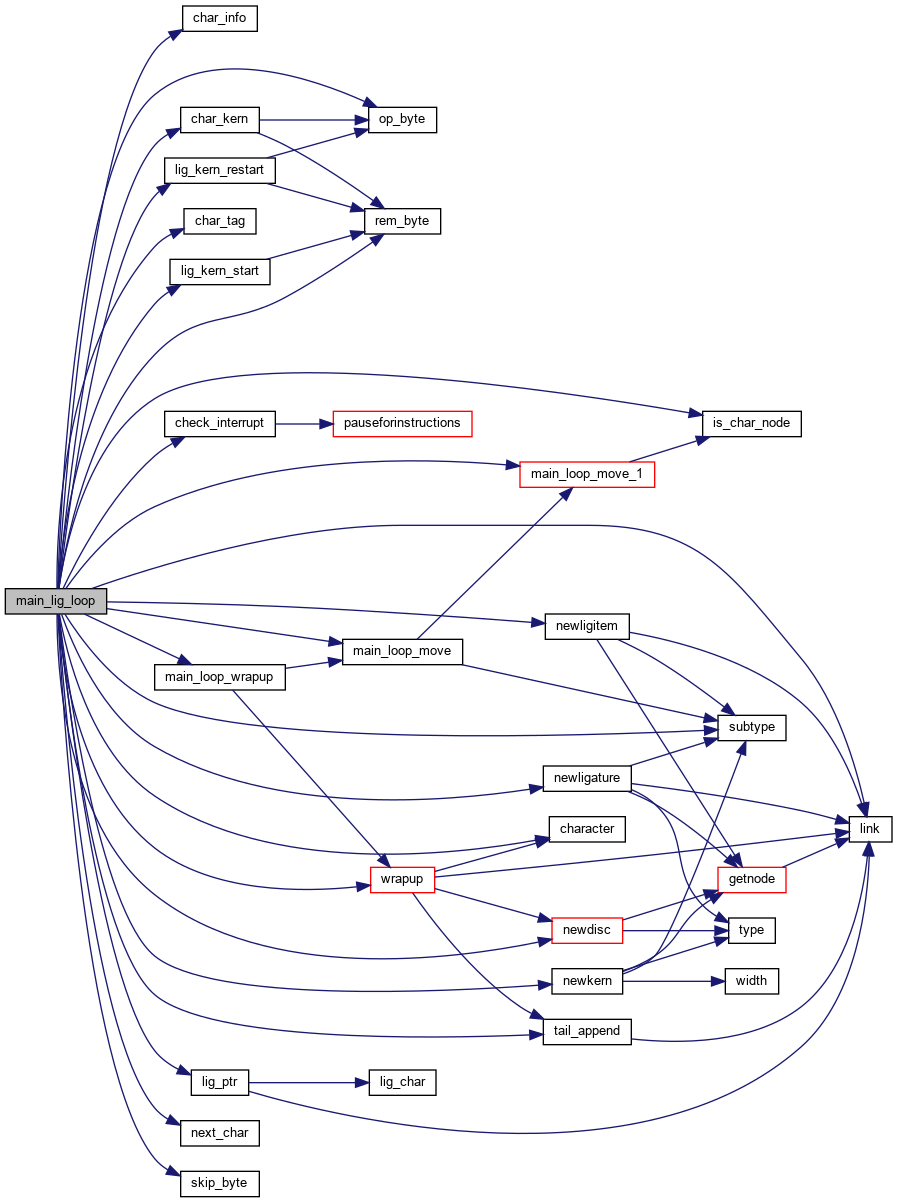 char_info
op_byte
char_kern
lig_kern_restart
char_tag
rem_byte
lig_kern_start
check_interrupt
pauseforinstructions
is_char_node
main_loop_move_1
main_lig_loop
newligitem
main_loop_move
main_loop_wrapup
subtype
newligature
character
link
wrapup
getnode
newdisc
type
newkern
width
tail_append
lig_ptr
lig_char
next_char
skip_byte